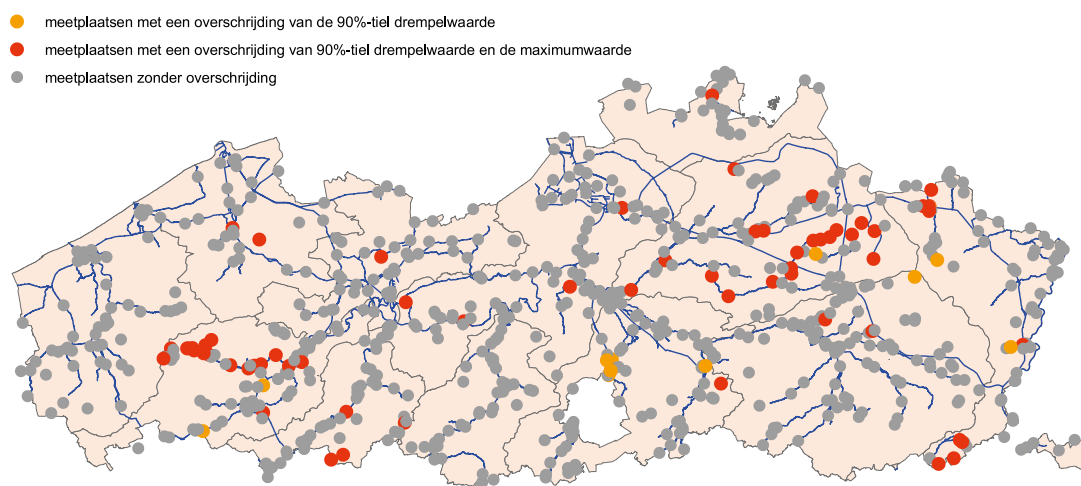 meetplaatsen met een overschrijding van de 90%-tiel drempelwaarde
meetplaatsen met een overschrijding van 90%-tiel drempelwaarde en de maximumwaarde
meetplaatsen zonder overschrijding